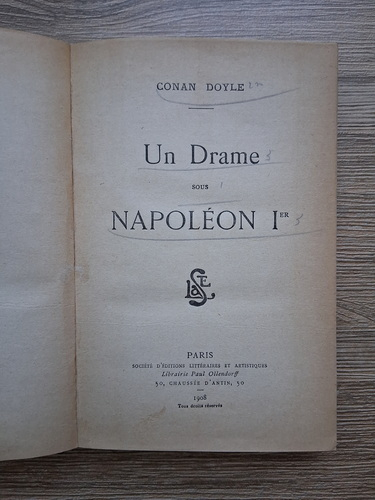 CONAN DOYLE
Un Drame
SOUS
NAPOLÉON IER
PARIS
SOCIÉTÉ D'ÉDITIONS LITTÉRAIRES ET ARTISTIQUES
Librairie Paul Ollendorff
50, CHAUSSÉE D'ANTIN, 50
1908
Tous droits réservés